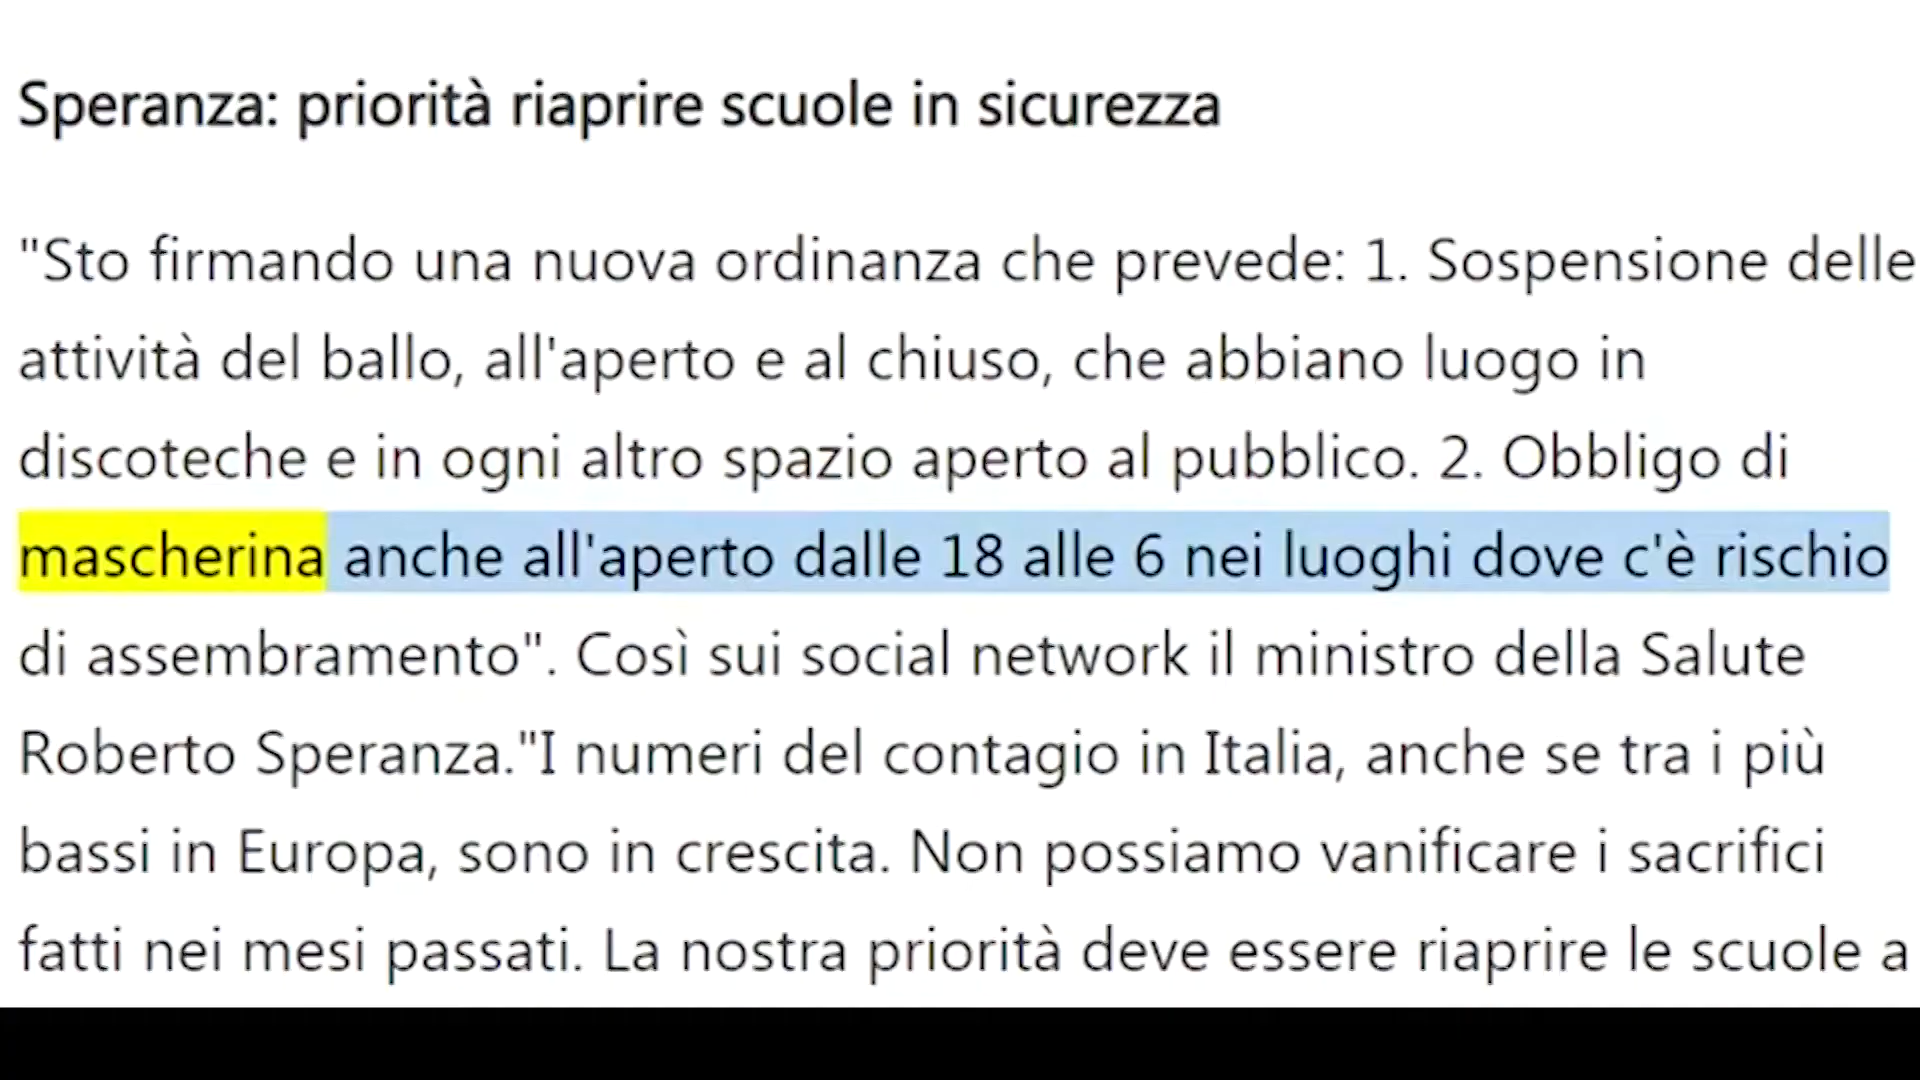 Speranza: priorità riaprire scuole in sicurezza
"Sto firmando una nuova ordinanza che prevede: 1. Sospensione delle
attività del ballo, all'aperto e al chiuso, che abbiano luogo in
discoteche e in ogni altro spazio aperto al pubblico. 2. Obbligo di
mascherina anche all'aperto dalle 18 alle 6 nei luoghi dove c'è rischio
di assembramento". Così sui social network il ministro della Salute
Roberto Speranza."I numeri del contagio in Italia, anche se tra i più
bassi in Europa, sono in crescita. Non possiamo vanificare i sacrifici
fatti nei mesi passati. La nostra priorità deve essere riaprire le scuole a